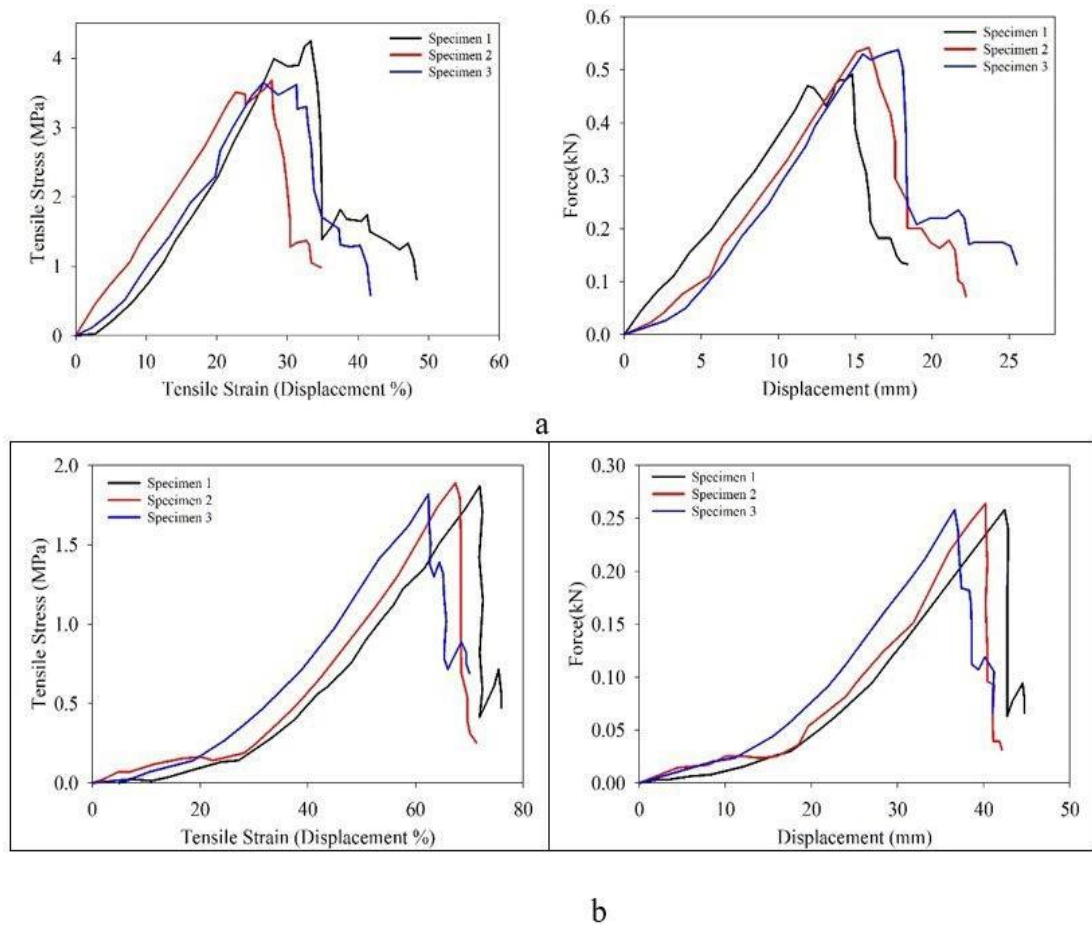 Tensile Stress (MPa)
4
3
2
1
0
0 10 20 30 40 50 60
Tensile Strain (Displacement %)
Specimen 1
Specimen 2
Specimen 3
Force(kN)
0.6
0.5
0.4
0.3
0.2
0.1
0.0
0 5 10 15 20 25
Displacement (mm)
Specimen 1
Specimen 2
Specimen 3
a
Tensile Stress (MPa)
2.0
1.5
1.0
0.5
0.0
0 20 40 60 80
Tensile Strain (Displacement %)
Specimen 1
Specimen 2
Specimen 3
Force(kN)
0.30
0.25
0.20
0.15
0.10
0.05
0.00
0 10 20 30 40 50
Displacement (mm)
Specimen 1
Specimen 2
Specimen 3
b